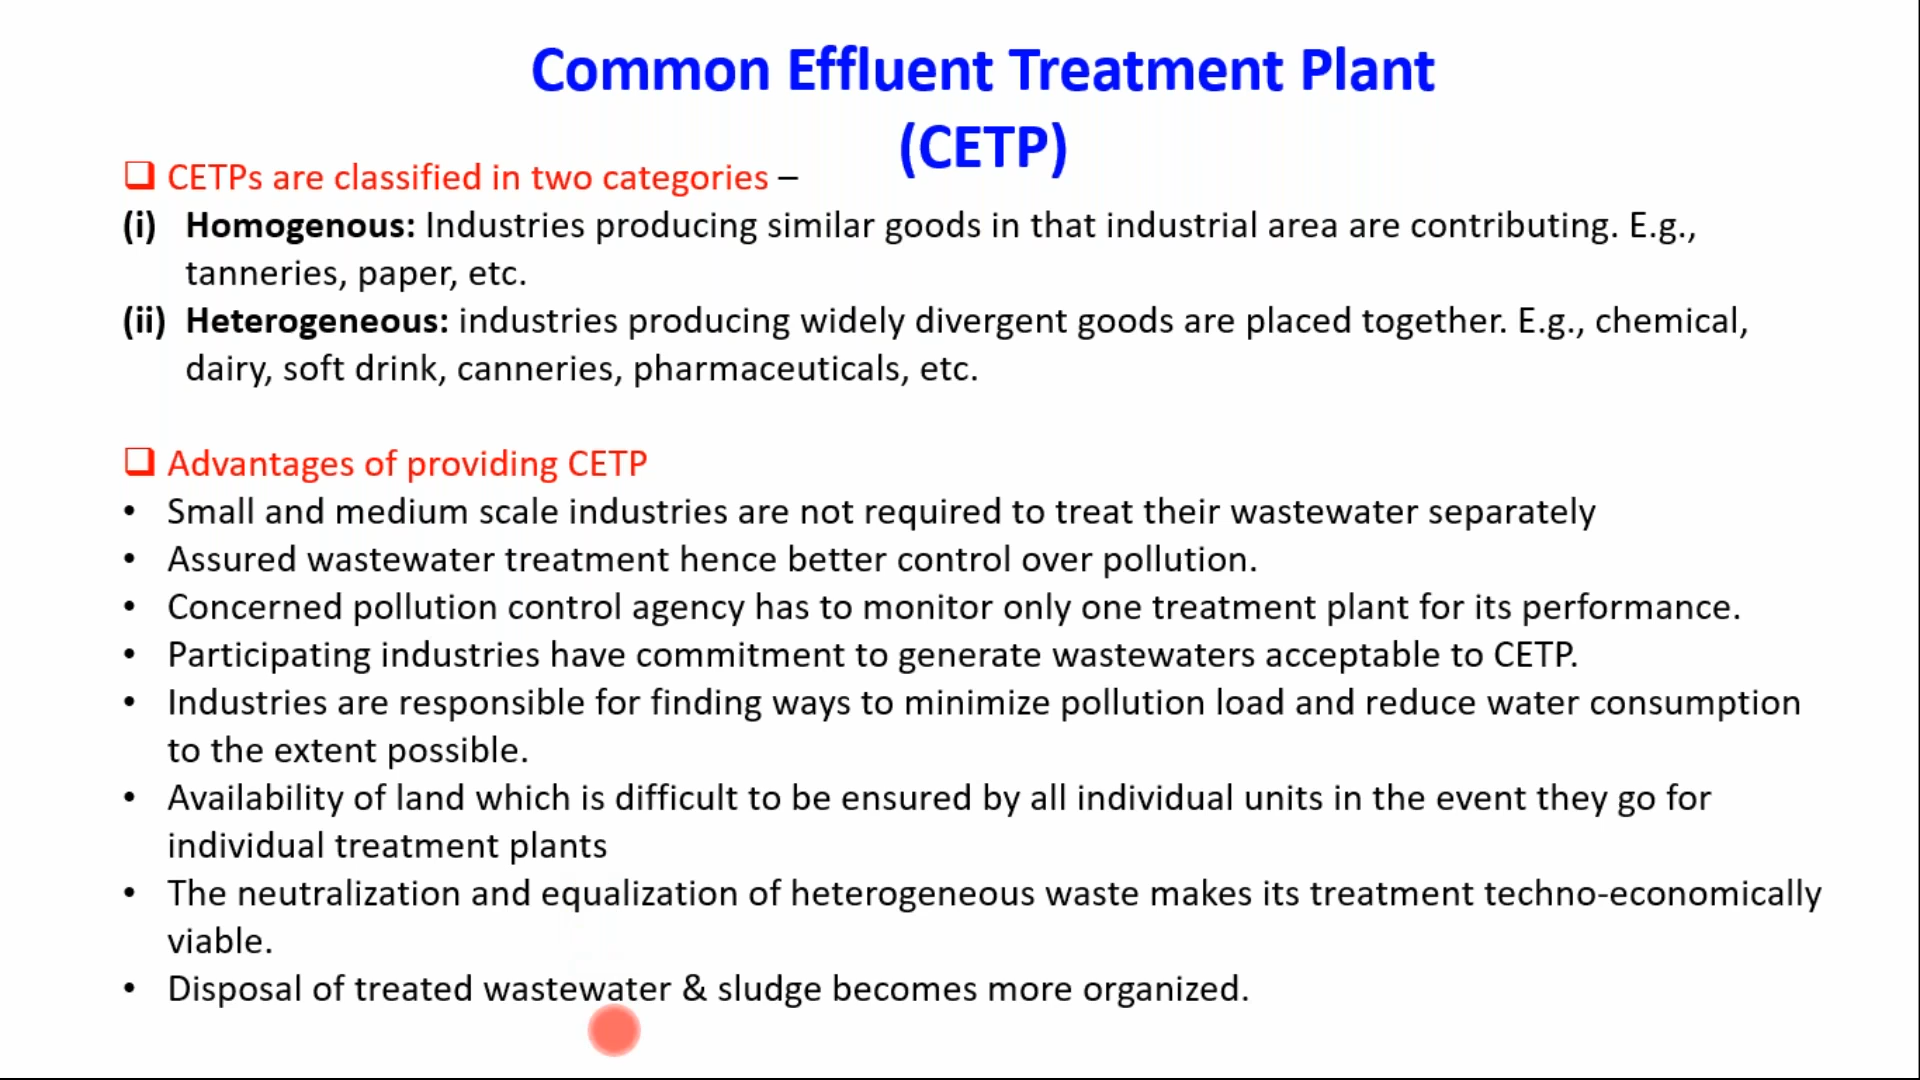 Common Effluent Treatment Plant
(CETP)
❑ CETPs are classified in two categories –
(i) Homogenous: Industries producing similar goods in that industrial area are contributing. E.g.,
tanneries, paper, etc.
(ii) Heterogeneous: industries producing widely divergent goods are placed together. E.g., chemical,
dairy, soft drink, canneries, pharmaceuticals, etc.
❑ Advantages of providing CETP
• Small and medium scale industries are not required to treat their wastewater separately
• Assured wastewater treatment hence better control over pollution.
• Concerned pollution control agency has to monitor only one treatment plant for its performance.
• Participating industries have commitment to generate wastewaters acceptable to CETP.
• Industries are responsible for finding ways to minimize pollution load and reduce water consumption
to the extent possible.
• Availability of land which is difficult to be ensured by all individual units in the event they go for
individual treatment plants
• The neutralization and equalization of heterogeneous waste makes its treatment techno-economically
viable.
• Disposal of treated wastewater & sludge becomes more organized.